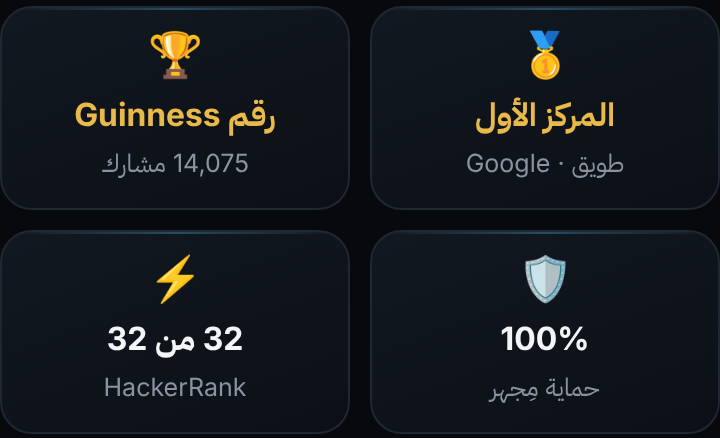 المركز الأول
طويق · Google
رقم Guinness
14,075 مشارك
100%
حماية مِجهر
32 من 32
HackerRank